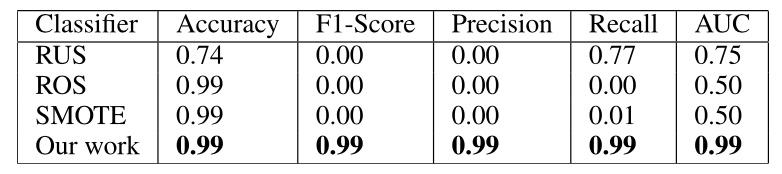 Classifier Accuracy F1-Score Precision Recall AUC
RUS 0.74 0.00 0.00 0.77 0.75
ROS 0.99 0.00 0.00 0.00 0.50
SMOTE 0.99 0.00 0.00 0.01 0.50
Our work 0.99 0.99 0.99 0.99 0.99